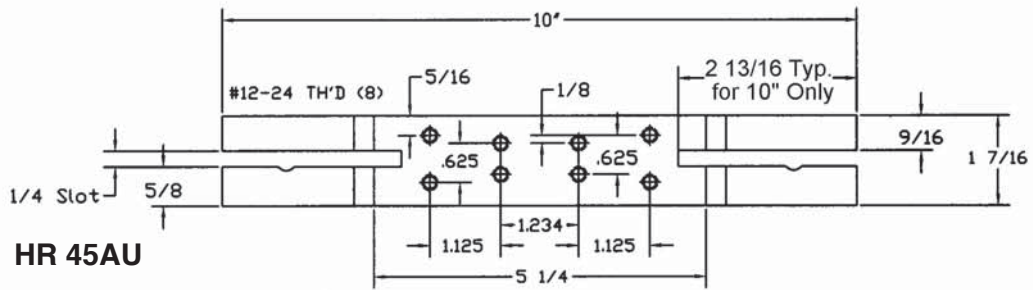 10"
5/16
2 13/16 Typ.
for 10" Only
#12-24 TH'D (8)
1/8
9/16
.625
.625
1 7/16
1/4 Slot
5/8
1.234
1.125
1.125
HR 45AU
5 1/4